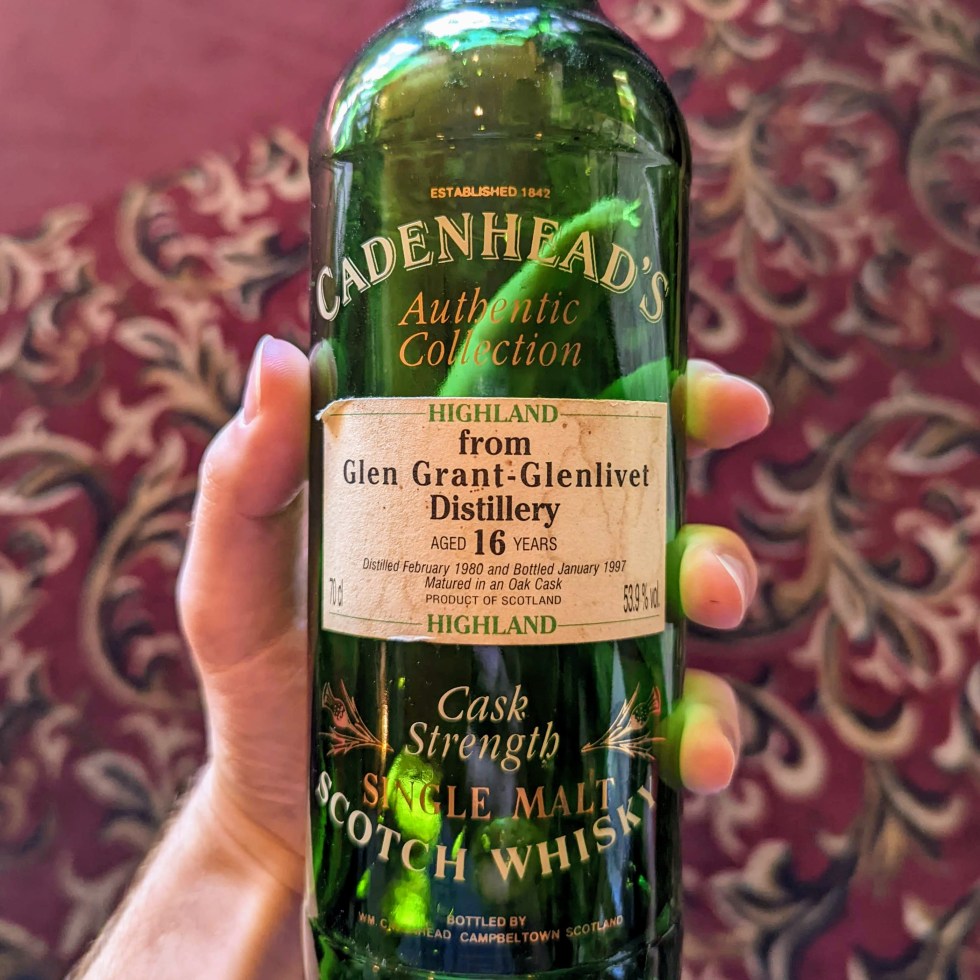 ESTABLISHED 1842
CADENHEAD'S
Authentic
Collection
HIGHLAND
from
Glen Grant-Glenlivet
Distillery
AGED 16 YEARS
Distilled February 1980 and Bottled January 1997
Matured in an Oak Cask
70 cl PRODUCT OF SCOTLAND 53.9 % vol.
HIGHLAND
Cask
Strength
SINGLE MALT
SCOTCH WHISKY
BOTTLED BY
WM. CAMPBELTOWN SCOTLAND